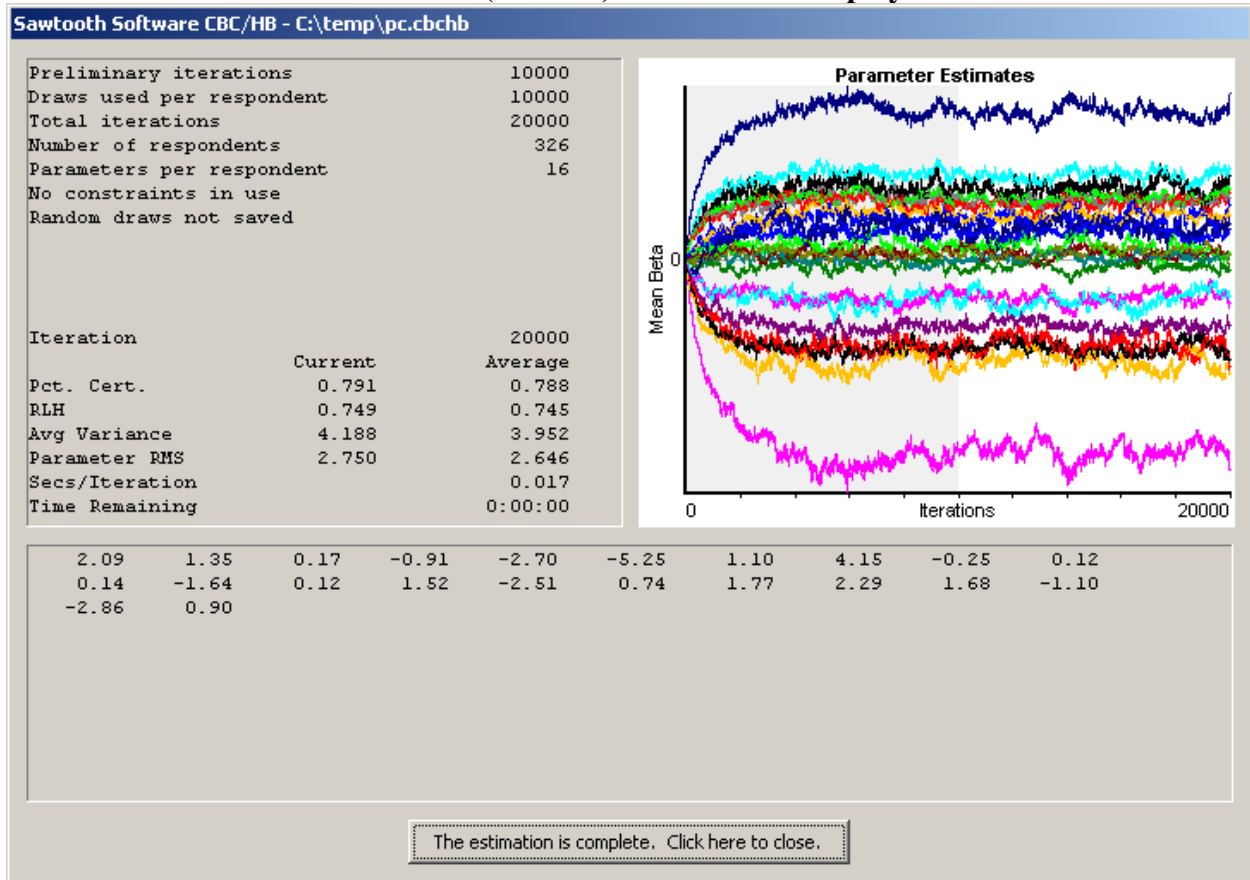 Sawtooth Software CBC/HB - C:\temp\pc.cbchb
Preliminary iterations 10000
Draws used per respondent 10000
Total iterations 20000
Number of respondents 326
Parameters per respondent 16
No constraints in use
Random draws not saved
Iteration 20000
Current Average
Pct. Cert. 0.791 0.788
RLH 0.749 0.745
Avg Variance 4.188 3.952
Parameter RMS 2.750 2.646
Secs/Iteration 0.017
Time Remaining 0:00:00
Parameter Estimates
Mean Beta
0
0 Iterations 20000
2.09 1.35 0.17 -0.91 -2.70 -5.25 1.10 4.15 -0.25 0.12
0.14 -1.64 0.12 1.52 -2.51 0.74 1.77 2.29 1.68 -1.10
-2.86 0.90
The estimation is complete. Click here to close.